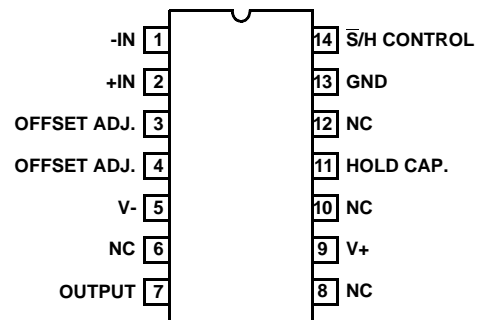 -IN 1 14 S̅/H CONTROL
+IN 2 13 GND
OFFSET ADJ. 3 12 NC
OFFSET ADJ. 4 11 HOLD CAP.
V- 5 10 NC
NC 6 9 V+
OUTPUT 7 8 NC